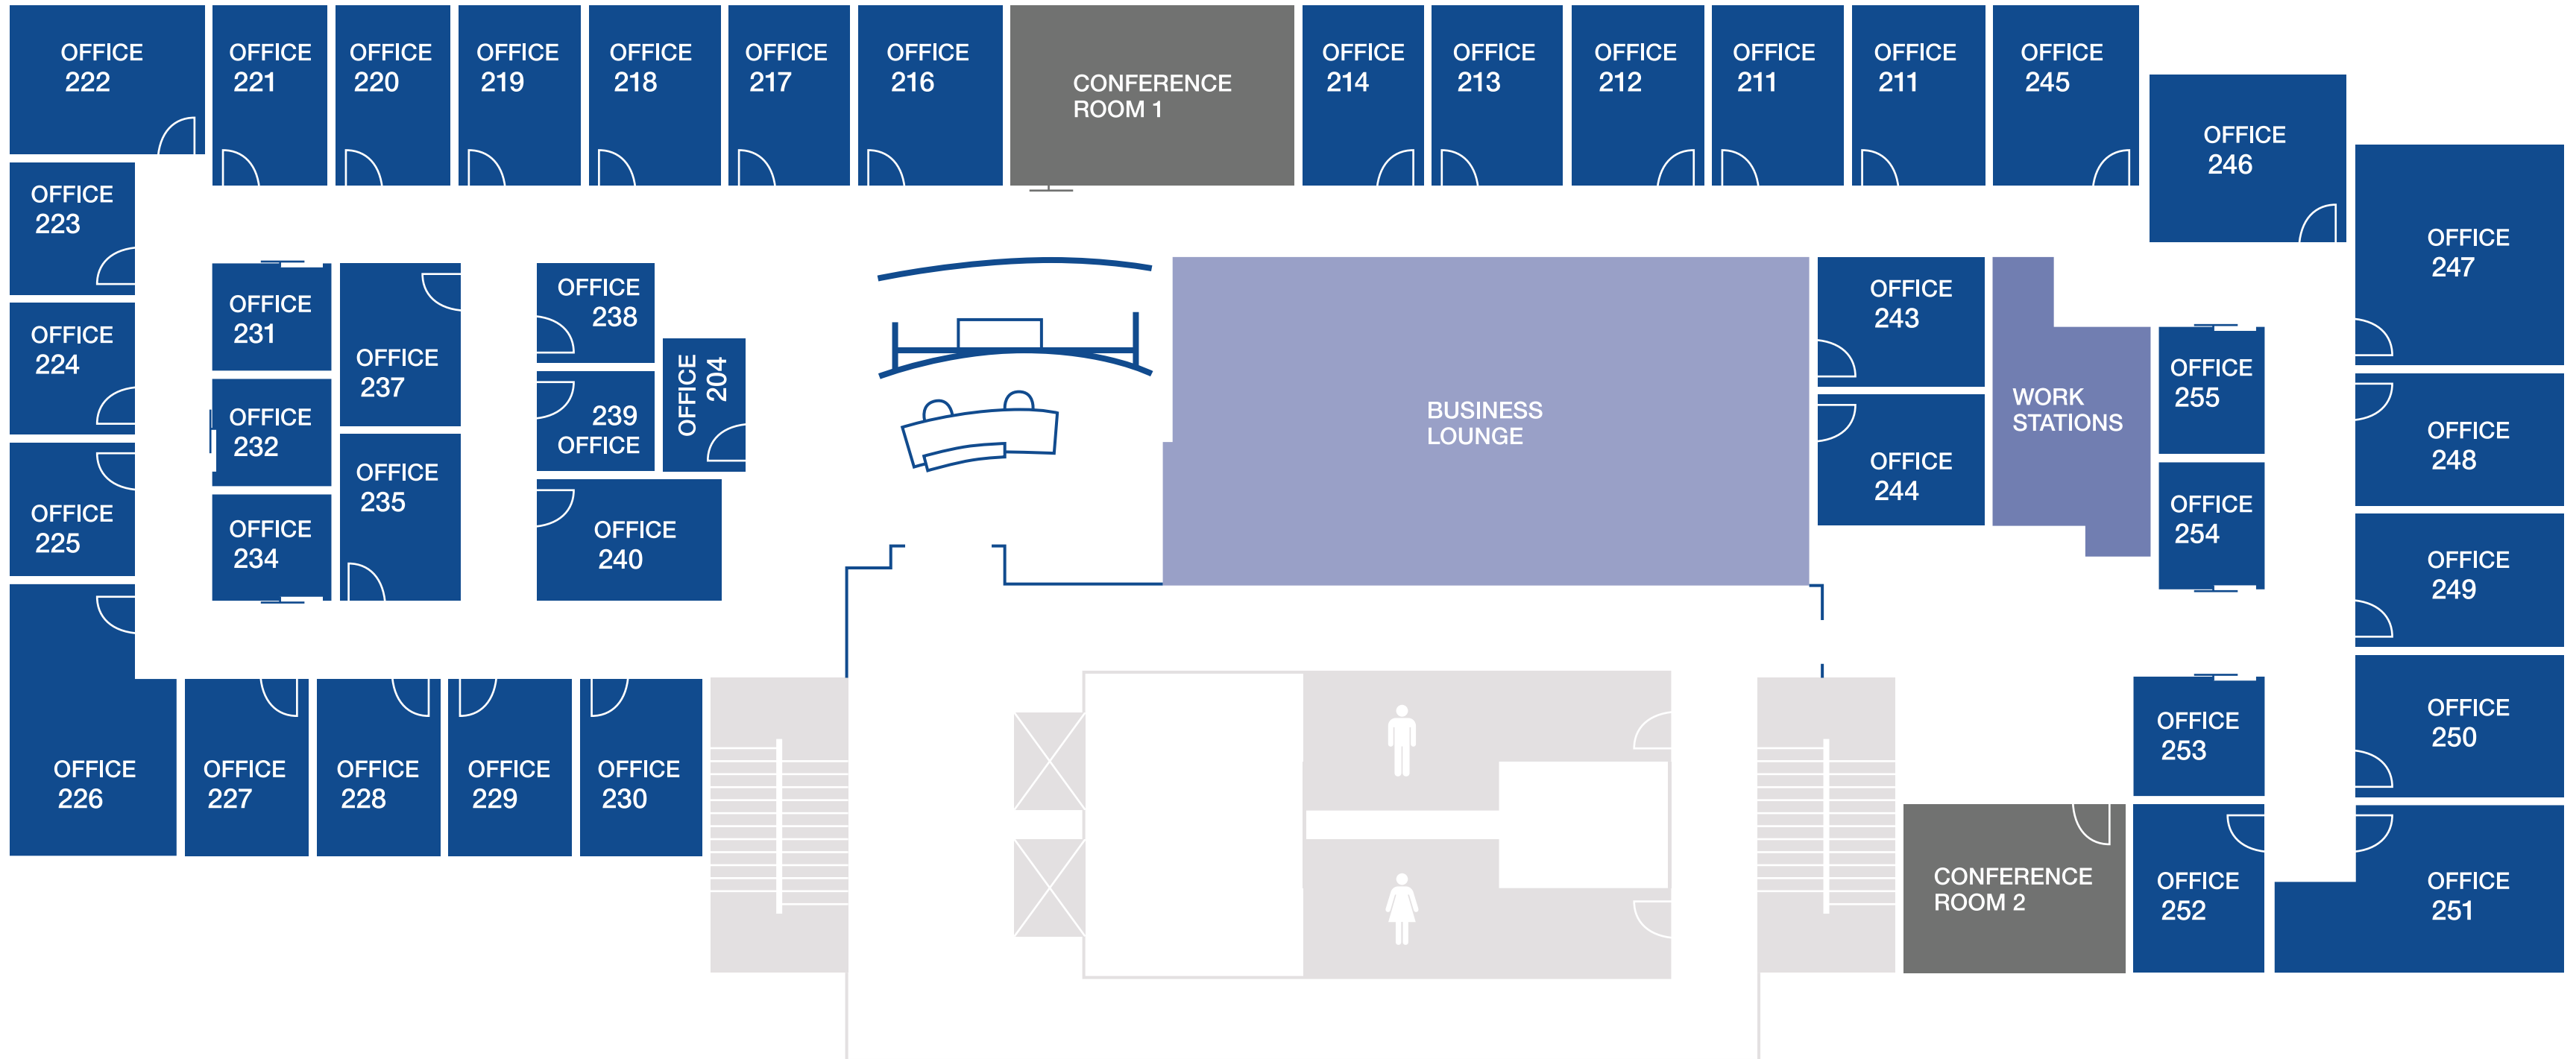 OFFICE
222
OFFICE
221
OFFICE
220
OFFICE
219
OFFICE
218
OFFICE
217
OFFICE
216
CONFERENCE
ROOM 1
OFFICE
214
OFFICE
213
OFFICE
212
OFFICE
211
OFFICE
211
OFFICE
245
OFFICE
246
OFFICE
247
OFFICE
223
OFFICE
224
OFFICE
225
OFFICE
226
OFFICE
231
OFFICE
232
OFFICE
234
OFFICE
237
OFFICE
235
OFFICE
238
239
OFFICE
OFFICE
204
OFFICE
240
BUSINESS
LOUNGE
OFFICE
243
OFFICE
244
WORK
STATIONS
OFFICE
255
OFFICE
254
OFFICE
248
OFFICE
249
OFFICE
250
OFFICE
227
OFFICE
228
OFFICE
229
OFFICE
230
OFFICE
253
CONFERENCE
ROOM 2
OFFICE
252
OFFICE
251